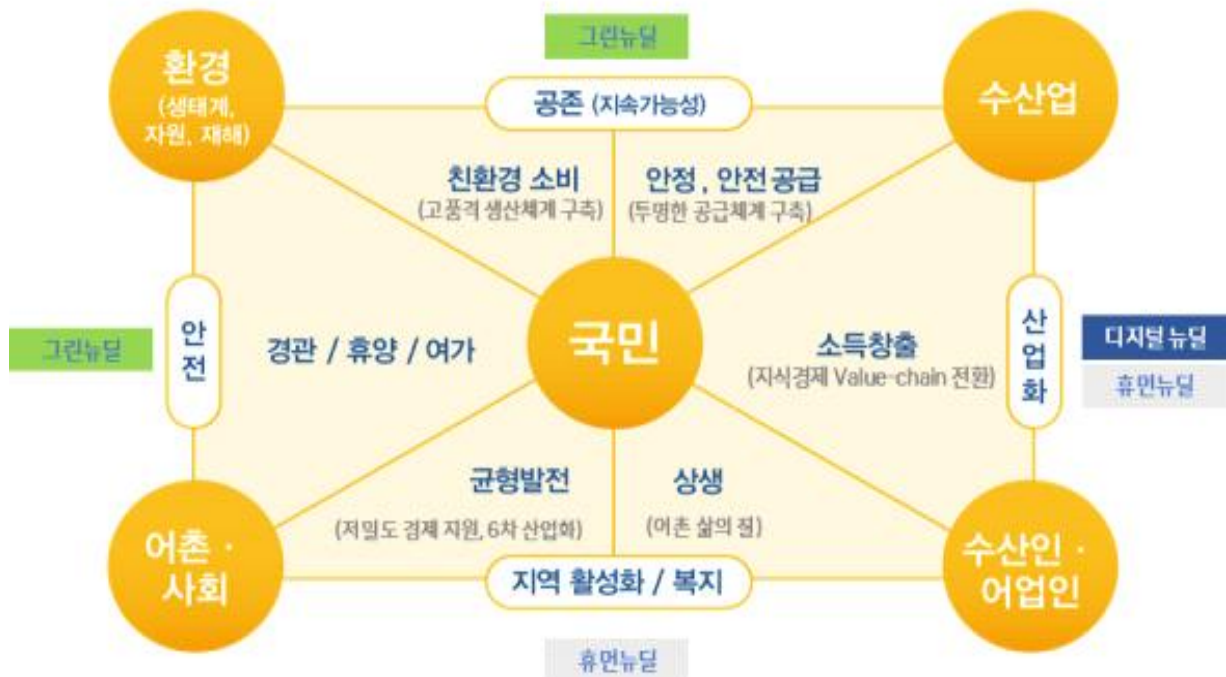 그린뉴딜
환경
(생태계,
자원, 재해)
공존 (지속가능성)
수산업
친환경 소비
(고품격 생산체계 구축)
안정, 안전 공급
(투명한 공급체계 구축)
그린뉴딜
안
전
경관 / 휴양 / 여가
국민
소득창출
(지식경제 Value-chain 전환)
산
업
화
디지털 뉴딜
휴먼뉴딜
균형발전
(저밀도 경제 지원, 6차 산업화)
상생
(어촌 삶의 질)
어촌 ·
사회
지역 활성화 / 복지
수산인 ·
어업인
휴먼뉴딜